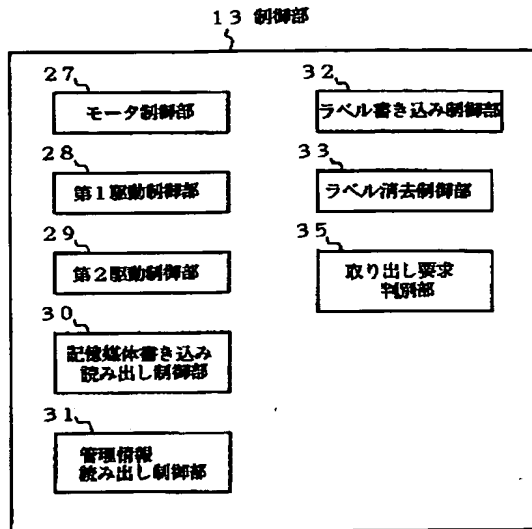 13 制御部
27
モータ制御部
28
第1駆動制御部
29
第2駆動制御部
30
記憶媒体書き込み
読み出し制御部
31
管理情報
読み出し制御部
32
ラベル書き込み制御部
33
ラベル消去制御部
35
取り出し要求
判別部